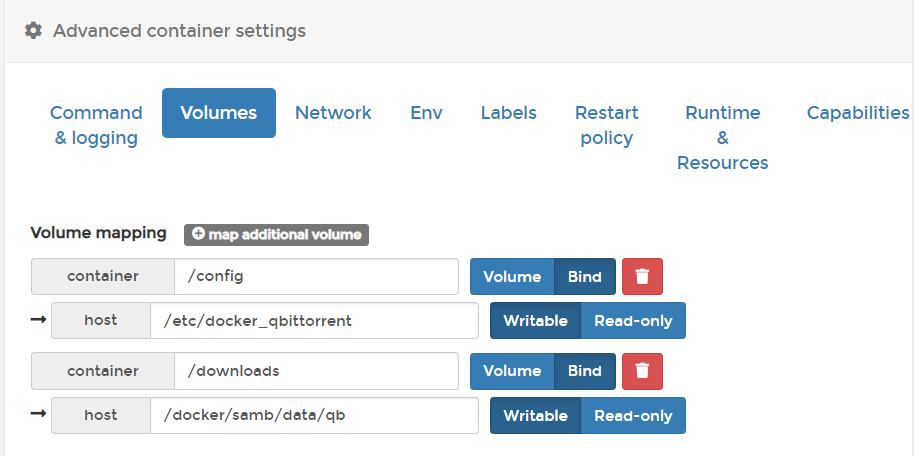 Advanced container settings
Command & logging
Volumes
Network
Env
Labels
Restart policy
Runtime & Resources
Capabilities
Volume mapping map additional volume
container /config Volume Bind
host /etc/docker_qbittorrent Writable Read-only
container /downloads Volume Bind
host /docker/samb/data/qb Writable Read-only